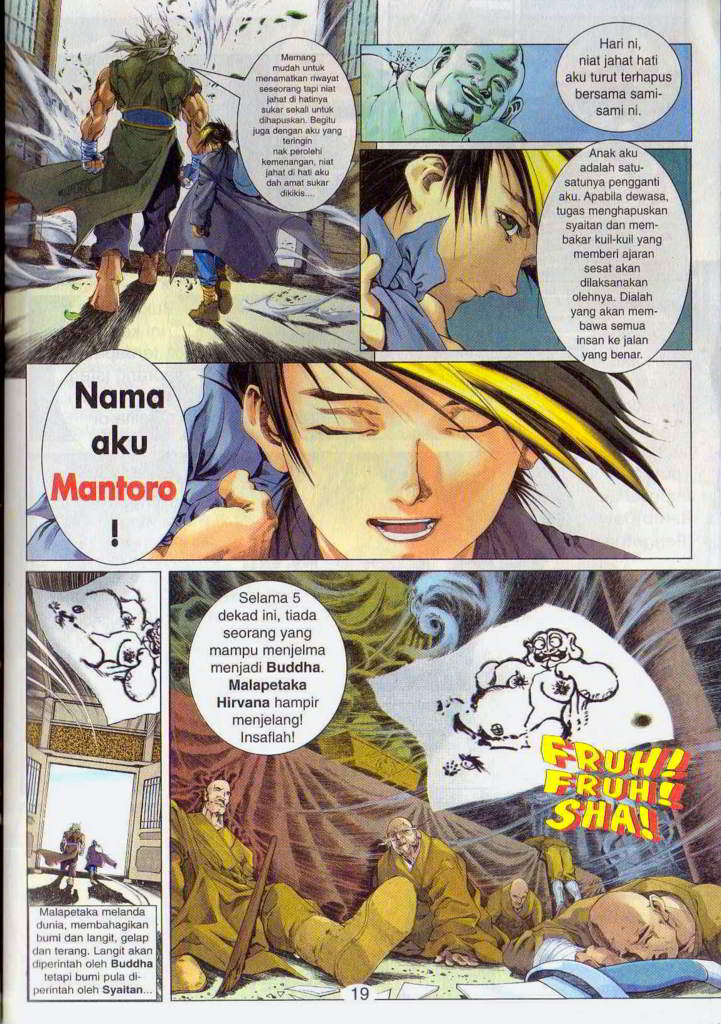 Memang
mudah untuk
menamatkan riwayat
seseorang tapi niat
jahat di hatinya
sukar sekali untuk
dihapuskan. Begitu
juga dengan aku yang
teringin
nak perolehi
kemenangan, niat
jahat di hati aku
dah amat sukar
dikikis....
Hari ni,
niat jahat hati
aku turut terhapus
bersama sami-
sami ni.
Anak aku
adalah satu-
satunya pengganti
aku. Apabila dewasa,
tugas menghapuskan
syaitan dan mem-
bakar kuil-kuil yang
memberi ajaran
sesat akan
dilaksanakan
olehnya. Dialah
yang akan mem-
bawa semua
insan ke jalan
yang benar.
Nama
aku
Mantoro
!
Malapetaka melanda
dunia, membahagikan
bumi dan langit, gelap
dan terang. Langit akan
diperintah oleh Buddha
tetapi bumi pula di-
perintah oleh Syaitan...
Selama 5
dekad ini, tiada
seorang yang
mampu menjelma
menjadi Buddha.
Malapetaka
Hirvana hampir
menjelang!
Insaflah!
FRUH!!
FRUH!!
SHA!
19